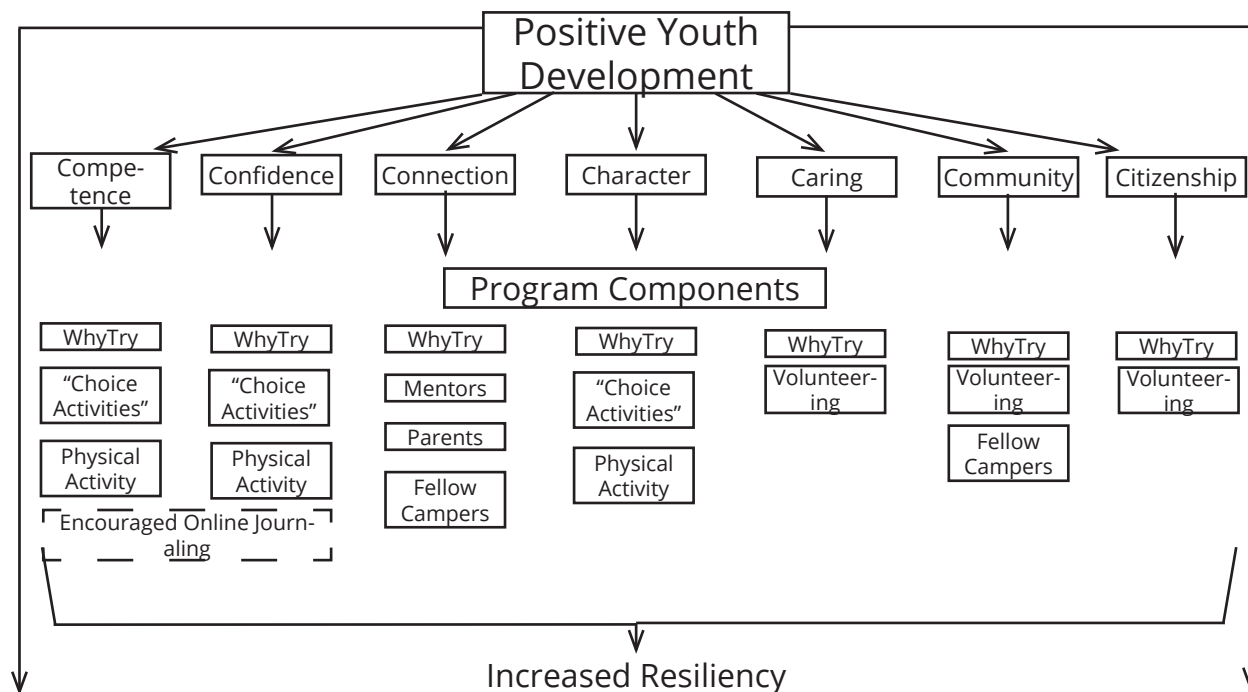 Positive Youth
Development
Compe-
tence
Confidence
Connection
Character
Caring
Community
Citizenship
Program Components
WhyTry
“Choice
Activities”
Physical
Activity
WhyTry
“Choice
Activities”
Physical
Activity
Encouraged Online Journ-
aling
WhyTry
Mentors
Parents
Fellow
Campers
WhyTry
“Choice
Activities”
Physical
Activity
WhyTry
Volunteer-
ing
WhyTry
Volunteer-
ing
Fellow
Campers
WhyTry
Volunteer-
ing
Increased Resiliency